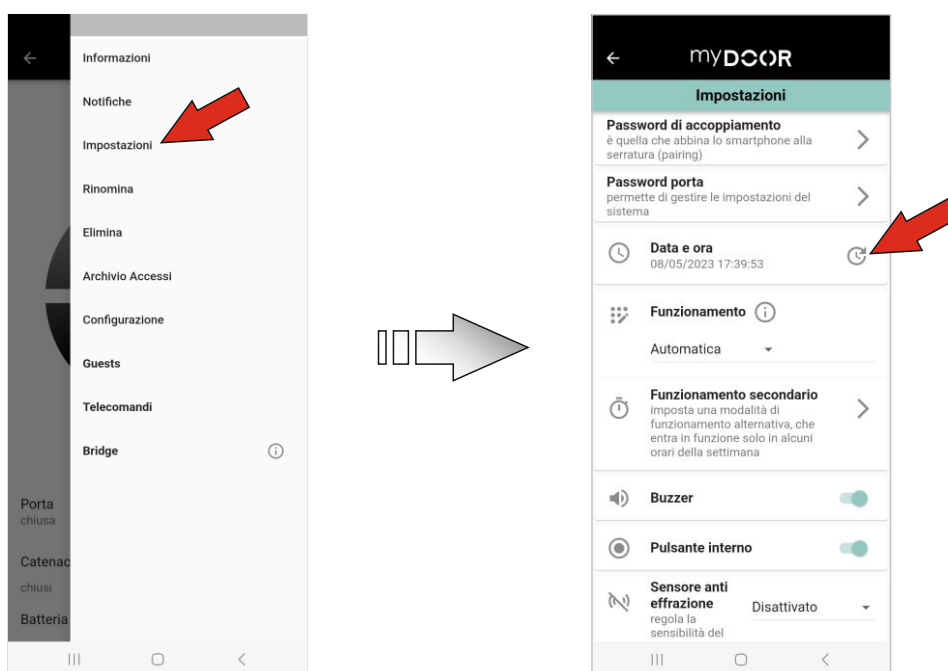 Informazioni
Notifiche
Impostazioni
Rinomina
Elimina
Archivio Accessi
Configurazione
Guests
Telecomandi
Bridge
Porta
chiusa
Catenac
chiusi
Batteria
myDOOR
Impostazioni
Password di accoppiamento
è quella che abbina lo smartphone alla
serratura (pairing)
Password porta
permette di gestire le impostazioni del
sistema
Data e ora
08/05/2023 17:39:53
Funzionamento
Automatica
Funzionamento secondario
imposta una modalità di
funzionamento alternativa, che
entra in funzione solo in alcuni
orari della settimana
Buzzer
Pulsante interno
Sensore anti
effrazione
Disattivato
regola la
sensibilità del